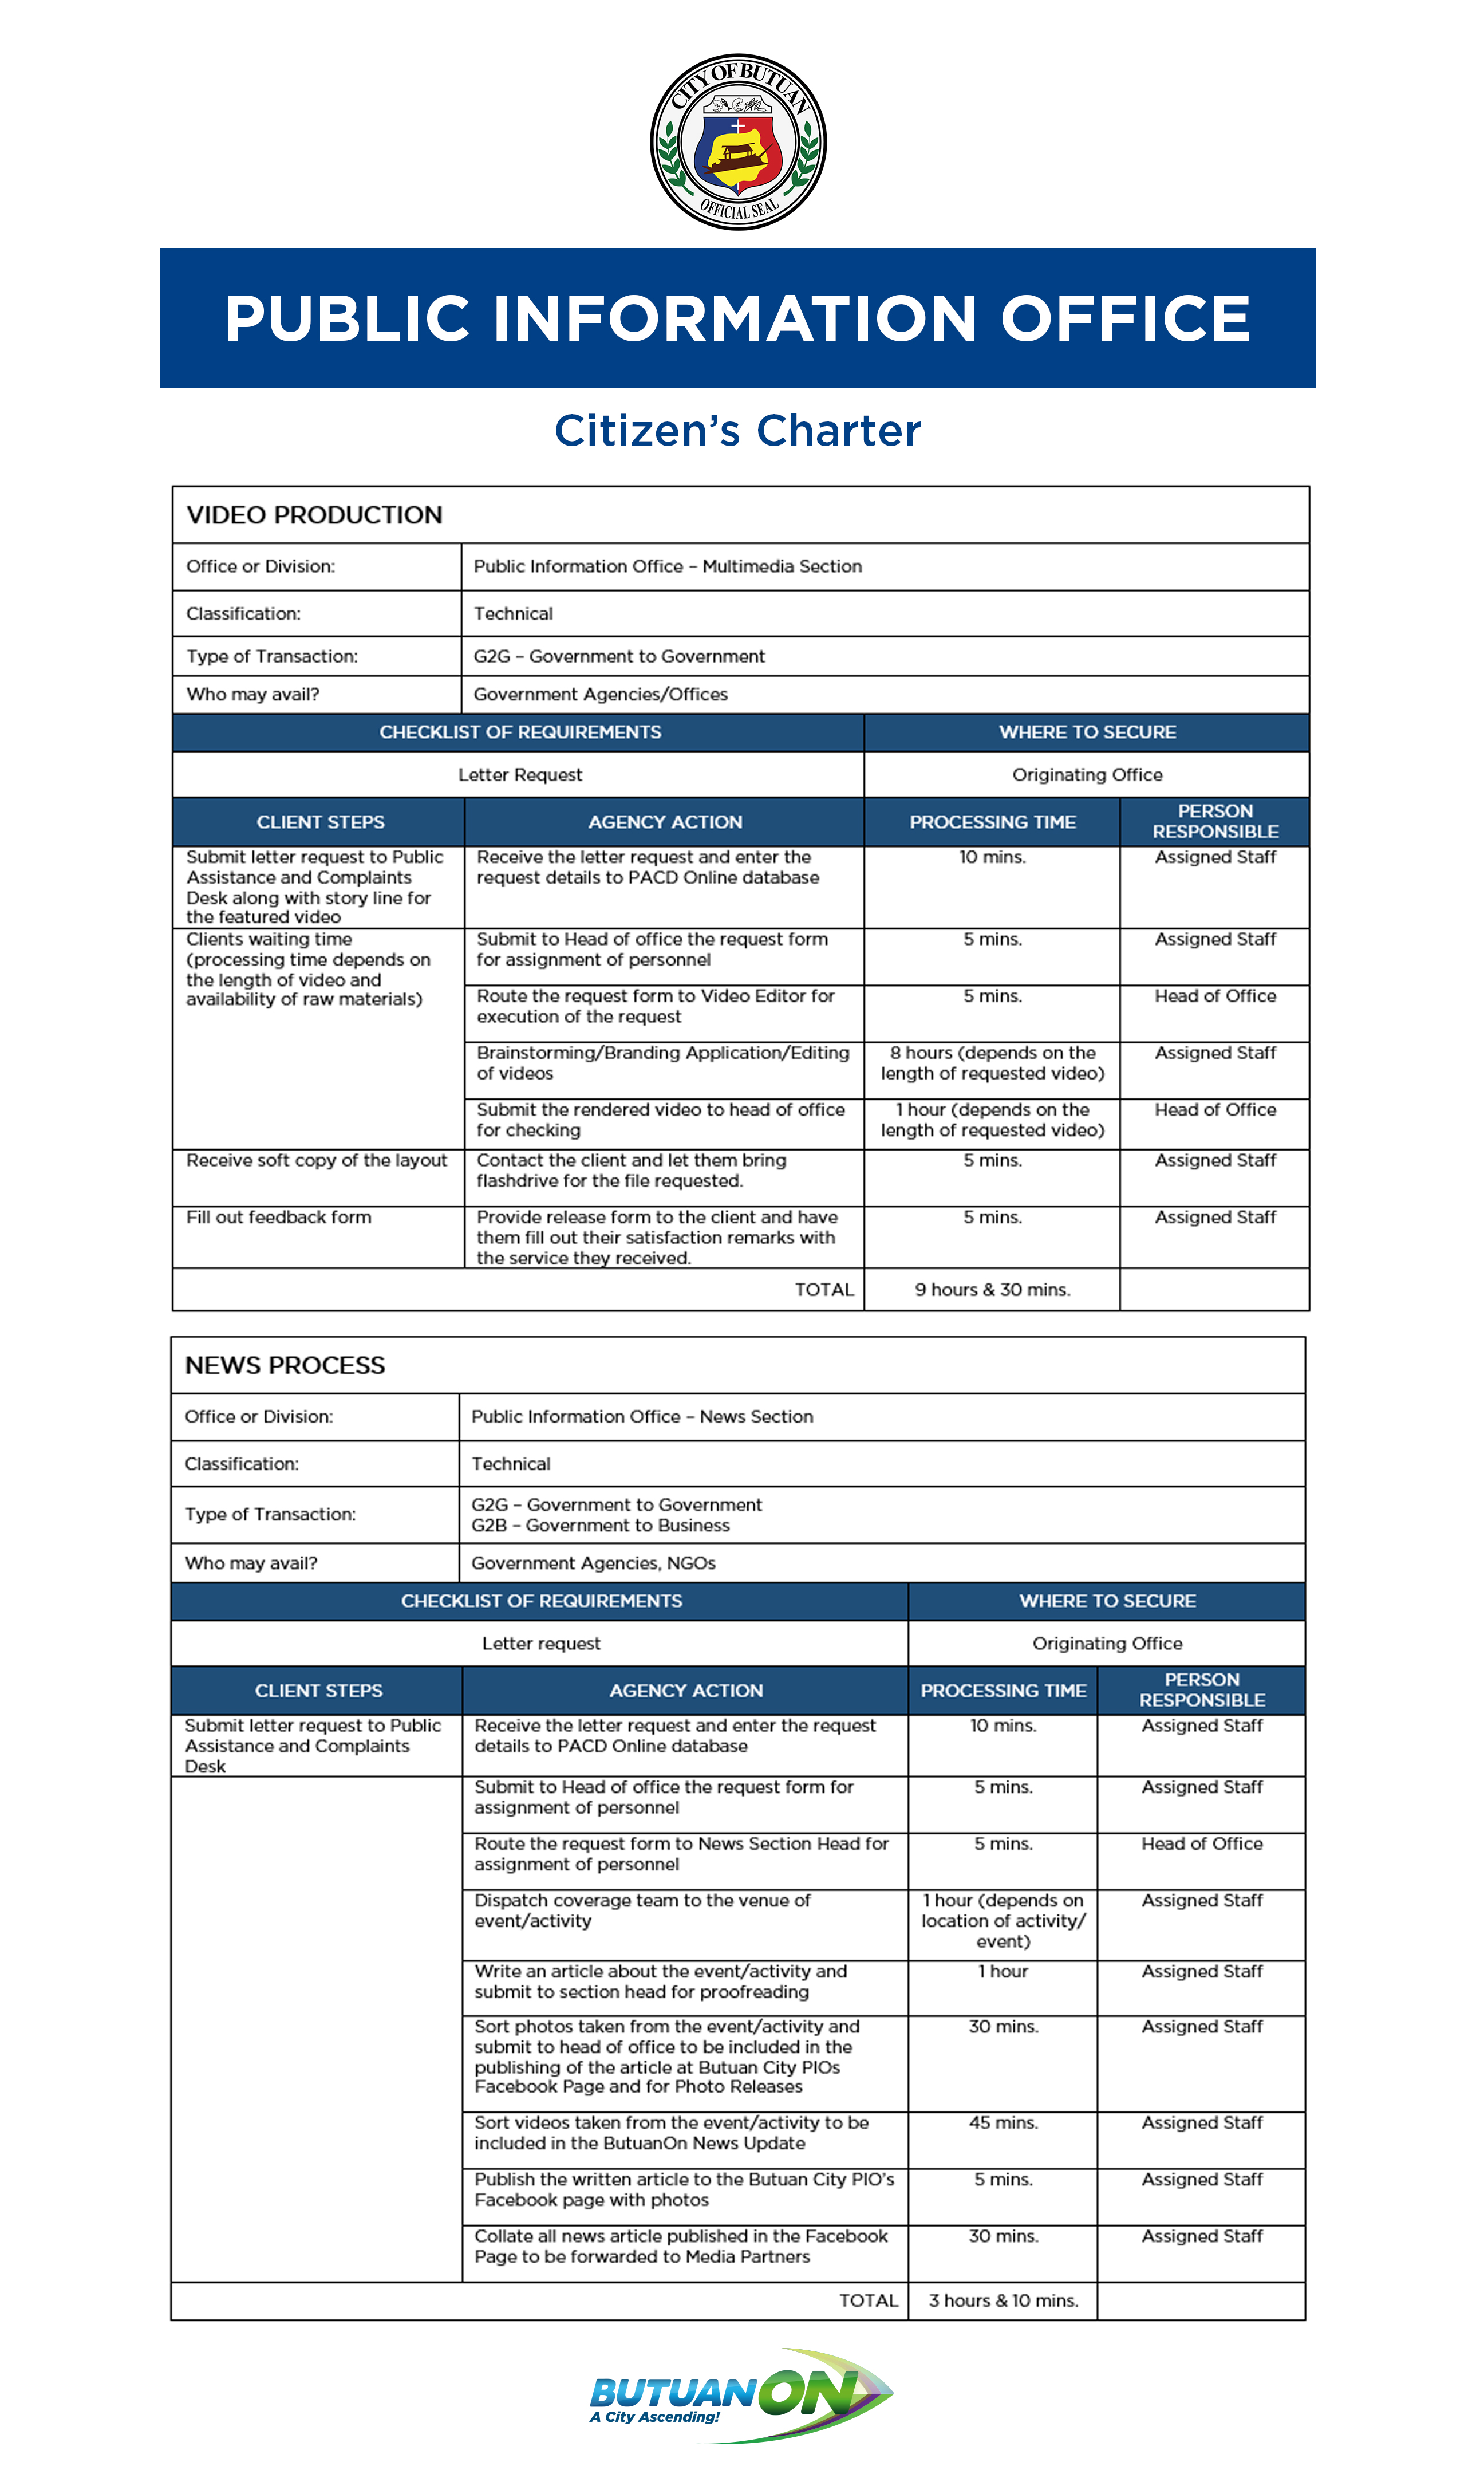 CITY OF BUTUAN
OFFICIAL SEAL
PUBLIC INFORMATION OFFICE
Citizen's Charter
VIDEO PRODUCTION
Office or Division: Public Information Office – Multimedia Section
Classification: Technical
Type of Transaction: G2G – Government to Government
Who may avail? Government Agencies/Offices
CHECKLIST OF REQUIREMENTS WHERE TO SECURE
Letter Request Originating Office
CLIENT STEPS AGENCY ACTION PROCESSING TIME PERSON RESPONSIBLE
Submit letter request to Public
Assistance and Complaints
Desk along with story line for
the featured video
Receive the letter request and enter the
request details to PACD Online database
10 mins.
Assigned Staff
Clients waiting time
(processing time depends on
the length of video and
availability of raw materials)
Submit to Head of office the request form
for assignment of personnel
5 mins.
Assigned Staff
Route the request form to Video Editor for
execution of the request
5 mins.
Head of Office
Brainstorming/Branding Application/Editing
of videos
8 hours (depends on the
length of requested video)
Assigned Staff
Submit the rendered video to head of office
for checking
1 hour (depends on the
length of requested video)
Head of Office
Receive soft copy of the layout
Contact the client and let them bring
flashdrive for the file requested.
5 mins.
Assigned Staff
Fill out feedback form
Provide release form to the client and have
them fill out their satisfaction remarks with
the service they received.
5 mins.
Assigned Staff
TOTAL 9 hours & 30 mins.
NEWS PROCESS
Office or Division: Public Information Office – News Section
Classification: Technical
Type of Transaction:
G2G – Government to Government
G2B – Government to Business
Who may avail? Government Agencies, NGOs
CHECKLIST OF REQUIREMENTS WHERE TO SECURE
Letter request Originating Office
CLIENT STEPS AGENCY ACTION PROCESSING TIME PERSON RESPONSIBLE
Submit letter request to Public
Assistance and Complaints
Desk
Receive the letter request and enter the request
details to PACD Online database
10 mins.
Assigned Staff
Submit to Head of office the request form for
assignment of personnel
5 mins.
Assigned Staff
Route the request form to News Section Head for
assignment of personnel
5 mins.
Head of Office
Dispatch coverage team to the venue of
event/activity
1 hour (depends on
location of activity/
event)
Assigned Staff
Write an article about the event/activity and
submit to section head for proofreading
1 hour
Assigned Staff
Sort photos taken from the event/activity and
submit to head of office to be included in the
publishing of the article at Butuan City PIOs
Facebook Page and for Photo Releases
30 mins.
Assigned Staff
Sort videos taken from the event/activity to be
included in the ButuanOn News Update
45 mins.
Assigned Staff
Publish the written article to the Butuan City PIO's
Facebook page with photos
5 mins.
Assigned Staff
Collate all news article published in the Facebook
Page to be forwarded to Media Partners
30 mins.
Assigned Staff
TOTAL 3 hours & 10 mins.
BUTUANON
A City Ascending!